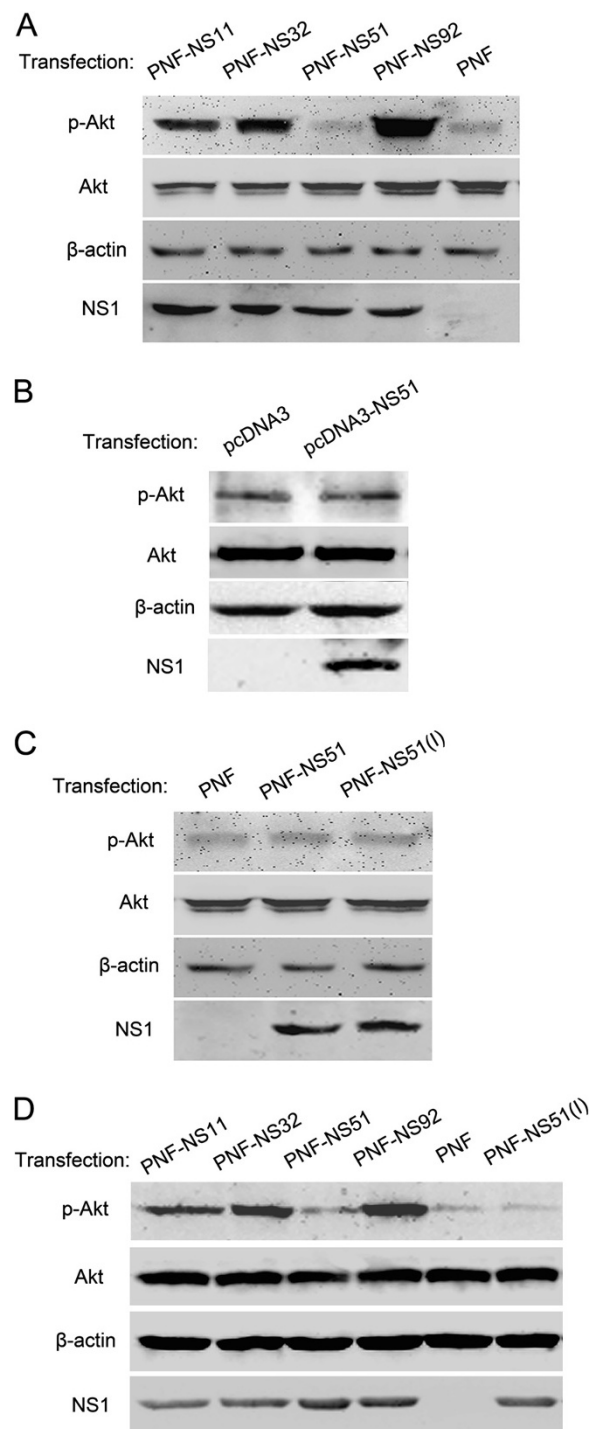 A
Transfection: PNF-NS11 PNF-NS32 PNF-NS51 PNF-NS92 PNF
p-Akt
Akt
β-actin
NS1
B
Transfection: pcDNA3 pcDNA3-NS51
p-Akt
Akt
β-actin
NS1
C
Transfection: PNF PNF-NS51 PNF-NS51(I)
p-Akt
Akt
β-actin
NS1
D
Transfection: PNF-NS11 PNF-NS32 PNF-NS51 PNF-NS92 PNF PNF-NS51(I)
p-Akt
Akt
β-actin
NS1